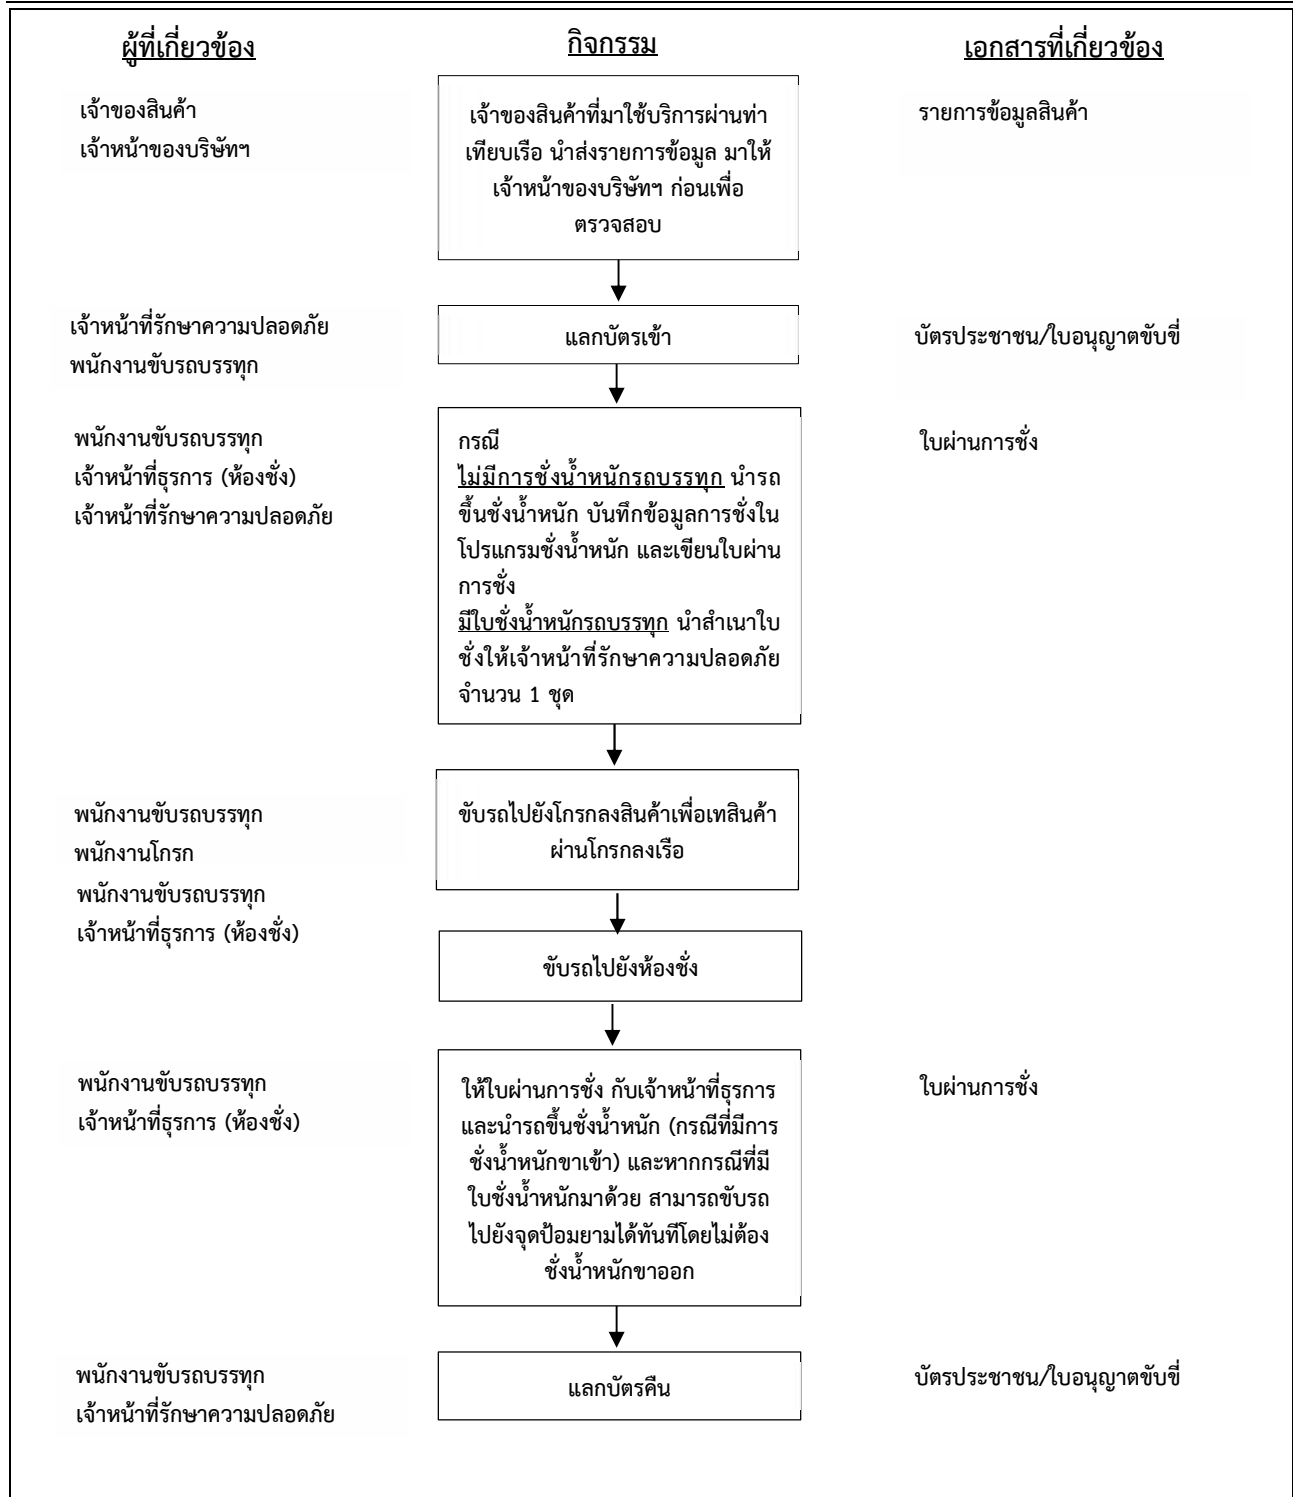 ผู้ที่เกี่ยวข้อง
กิจกรรม
เอกสารที่เกี่ยวข้อง
เจ้าของสินค้า
เจ้าหน้าของบริษัทฯ
เจ้าของสินค้าที่มาใช้บริการผ่านท่า
เทียบเรือ นำส่งรายการข้อมูล มาให้
เจ้าหน้าของบริษัทฯ ก่อนเพื่อ
ตรวจสอบ
รายการข้อมูลสินค้า
เจ้าหน้าที่รักษาความปลอดภัย
พนักงานขับรถบรรทุก
แลกบัตรเข้า
บัตรประชาชน/ใบอนุญาตขับขี่
พนักงานขับรถบรรทุก
เจ้าหน้าที่ธุรการ (ห้องชั่ง)
เจ้าหน้าที่รักษาความปลอดภัย
กรณี
ไม่มีการชั่งน้ำหนักรถบรรทุก นำรถ
ขึ้นชั่งน้ำหนัก บันทึกข้อมูลการชั่งใน
โปรแกรมชั่งน้ำหนัก และเขียนใบผ่าน
การชั่ง
มีใบชั่งน้ำหนักรถบรรทุก นำสำเนาใบ
ชั่งให้เจ้าหน้าที่รักษาความปลอดภัย
จำนวน 1 ชุด
ใบผ่านการชั่ง
พนักงานขับรถบรรทุก
พนักงานโกรก
ขับรถไปยังโกรกลงสินค้าเพื่อเทสินค้า
ผ่านโกรกลงเรือ
พนักงานขับรถบรรทุก
เจ้าหน้าที่ธุรการ (ห้องชั่ง)
ขับรถไปยังห้องชั่ง
พนักงานขับรถบรรทุก
เจ้าหน้าที่ธุรการ (ห้องชั่ง)
ให้ใบผ่านการชั่ง กับเจ้าหน้าที่ธุรการ
และนำรถขึ้นชั่งน้ำหนัก (กรณีที่มีการ
ชั่งน้ำหนักขาเข้า) และหากกรณีที่มี
ใบชั่งน้ำหนักมาด้วย สามารถขับรถ
ไปยังจุดป้อมยามได้ทันทีโดยไม่ต้อง
ชั่งน้ำหนักขาออก
ใบผ่านการชั่ง
พนักงานขับรถบรรทุก
เจ้าหน้าที่รักษาความปลอดภัย
แลกบัตรคืน
บัตรประชาชน/ใบอนุญาตขับขี่